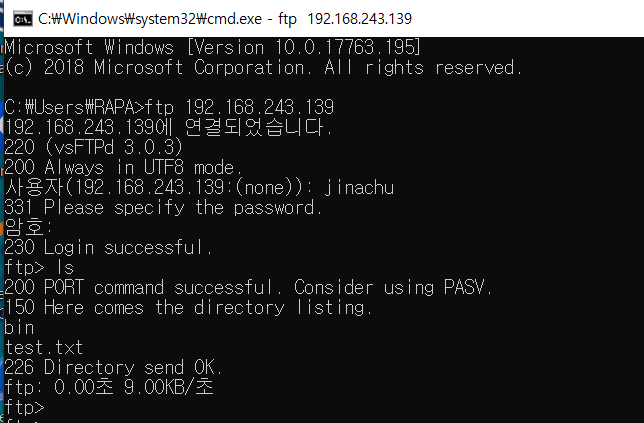 C:₩Windows₩system32₩cmd.exe - ftp  192.168.243.139
Microsoft Windows [Version 10.0.17763.195]
(c) 2018 Microsoft Corporation. All rights reserved.
C:₩Users₩RAPA>ftp 192.168.243.139
192.168.243.139에 연결되었습니다.
220 (vsFTPd 3.0.3)
200 Always in UTF8 mode.
사용자(192.168.243.139:(none)): jinachu
331 Please specify the password.
암호:
230 Login successful.
ftp> ls
200 PORT command successful. Consider using PASV.
150 Here comes the directory listing.
bin
test.txt
226 Directory send OK.
ftp: 0.00초 9.00KB/초
ftp>